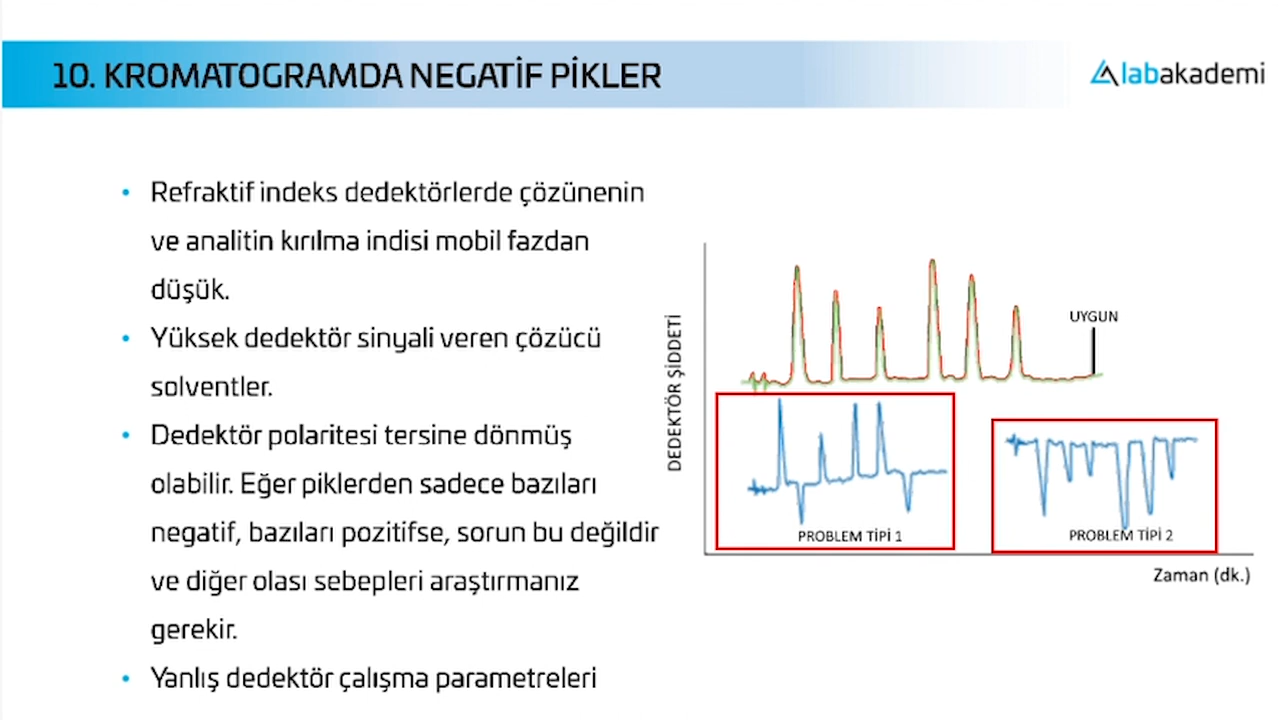 10. KROMATOGRAMDA NEGATİF PİKLER
labakademi
• Refraktif indeks dedektörlerde çözünenin
ve analitin kırılma indisi mobil fazdan
düşük.
• Yüksek dedektör sinyali veren çözücü
solventler.
• Dedektör polaritesi tersine dönmüş
olabilir. Eğer piklerden sadece bazıları
negatif, bazıları pozitifse, sorun bu değildir
ve diğer olası sebepleri araştırmanız
gerekir.
• Yanlış dedektör çalışma parametreleri
DEDEKTÖR ŞİDDETİ
UYGUN
PROBLEM TİPİ 1
PROBLEM TİPİ 2
Zaman (dk.)